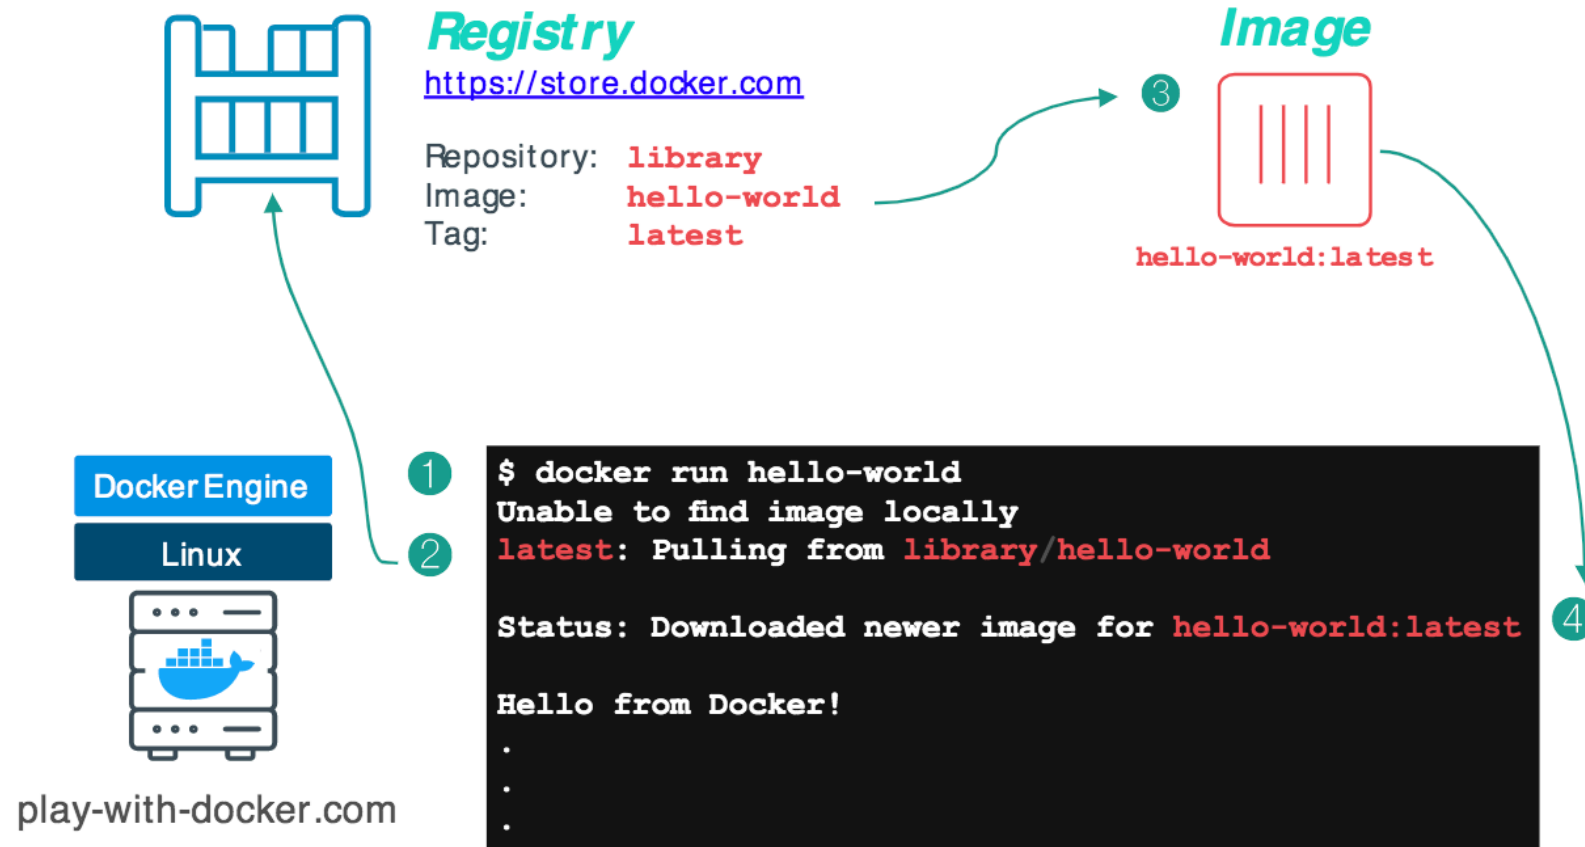 Registry
https://store.docker.com
Repository: library
Image: hello-world
Tag: latest
Image
3
hello-world:latest
Docker Engine
Linux
play-with-docker.com
1
2
$ docker run hello-world
Unable to find image locally
latest: Pulling from library/hello-world
Status: Downloaded newer image for hello-world:latest
Hello from Docker!
.
.
.
4